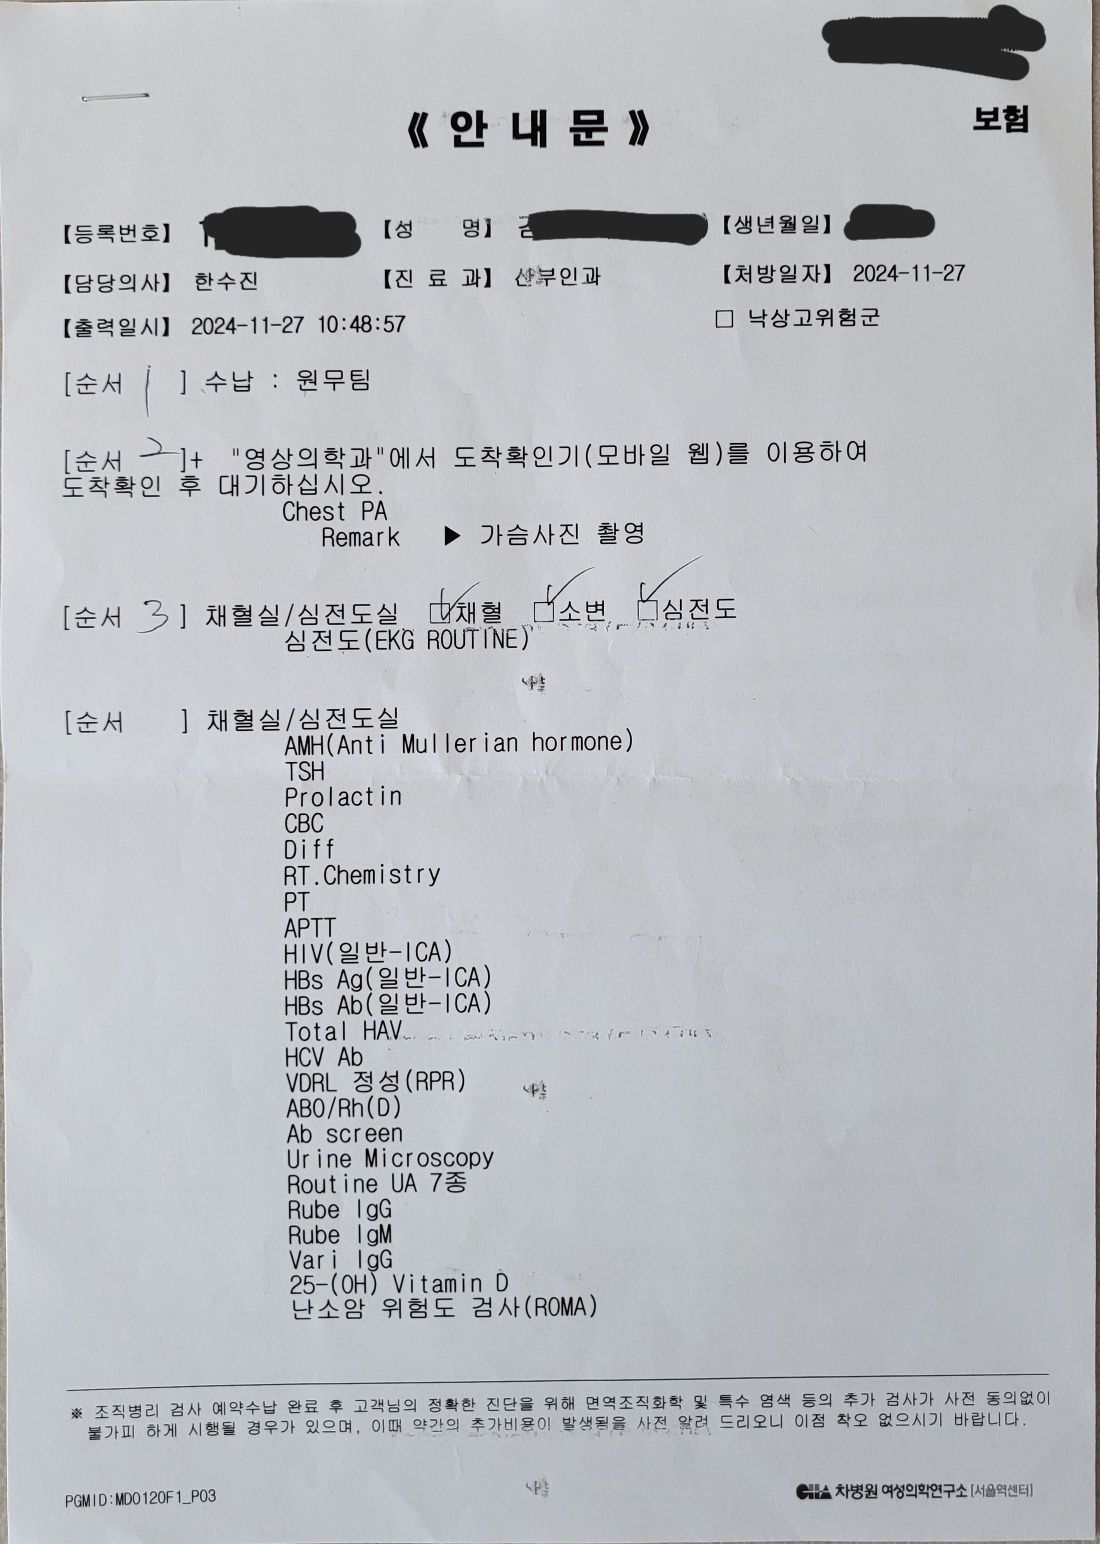 《 안 내 문 》
보험
【등록번호】 【성 명】 【생년월일】
【담당의사】 한수진 【진 료 과】 산부인과 【처방일자】 2024-11-27
【출력일시】 2024-11-27 10:48:57 □ 낙상고위험군
[순서 1 ] 수납 : 원무팀
[순서 2 ]+ "영상의학과"에서 도착확인기(모바일 웹)를 이용하여
도착확인 후 대기하십시오.
Chest PA
Remark ▶ 가슴사진 촬영
[순서 3 ] 채혈실/심전도실 ☑채혈 ☑소변 ☑심전도
심전도(EKG ROUTINE)
[순서 ] 채혈실/심전도실
AMH(Anti Mullerian hormone)
TSH
Prolactin
CBC
Diff
RT.Chemistry
PT
APTT
HIV(일반-ICA)
HBs Ag(일반-ICA)
HBs Ab(일반-ICA)
Total HAV
HCV Ab
VDRL 정성(RPR)
ABO/Rh(D)
Ab screen
Urine Microscopy
Routine UA 7종
Rube IgG
Rube IgM
Vari IgG
25-(OH) Vitamin D
난소암 위험도 검사(ROMA)
※ 조직병리 검사 예약수납 완료 후 고객님의 정확한 진단을 위해 면역조직화학 및 특수 염색 등의 추가 검사가 사전 동의없이
불가피 하게 시행될 경우가 있으며, 이때 약간의 추가비용이 발생됨을 사전 알려 드리오니 이점 착오 없으시기 바랍니다.
PGMID:MD0120F1_P03
CHA 차병원 여성의학연구소 [서울역센터]